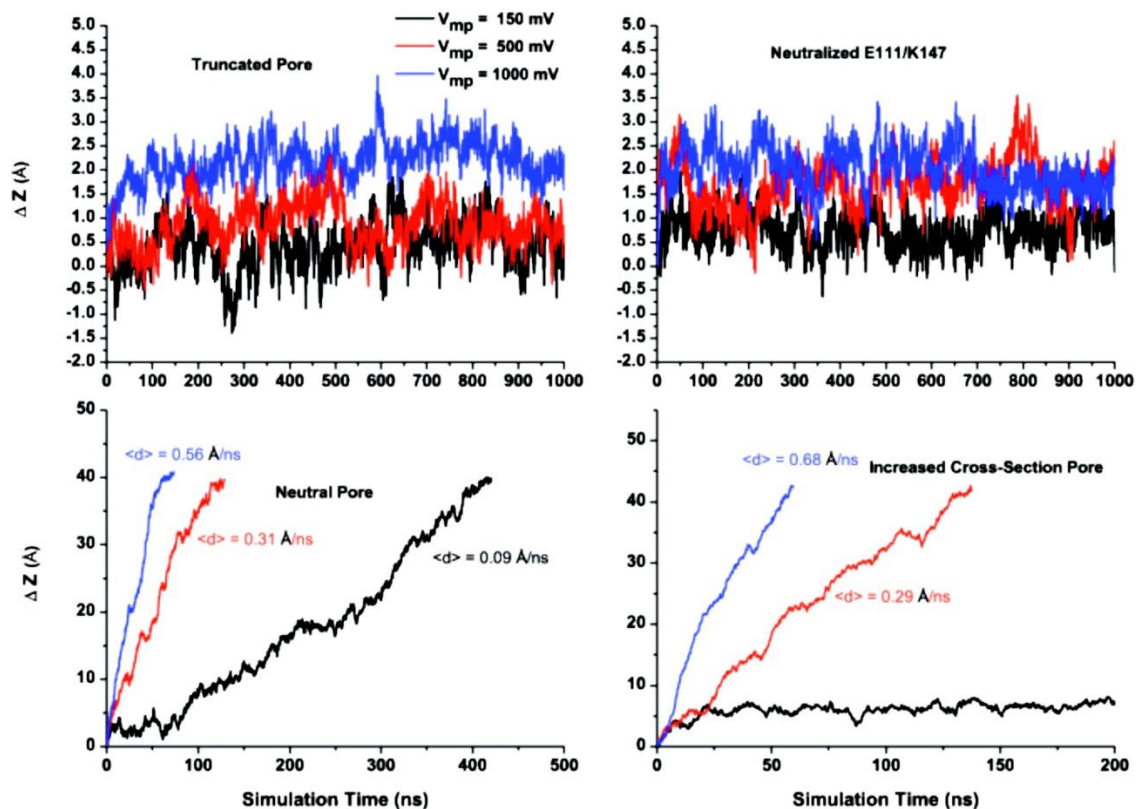 V_mp = 150 mV
V_mp = 500 mV
V_mp = 1000 mV
Truncated Pore
5.0
4.5
4.0
3.5
3.0
2.5
2.0
1.5
1.0
0.5
0.0
-0.5
-1.0
-1.5
-2.0
Δ Z (Å)
0 100 200 300 400 500 600 700 800 900 1000
Neutralized E111/K147
5.0
4.5
4.0
3.5
3.0
2.5
2.0
1.5
1.0
0.5
0.0
-0.5
-1.0
-1.5
2.0
0 100 200 300 400 500 600 700 800 900 1000
50
40
30
20
10
0
Δ Z (Å)
<d> = 0.56 Å/ns
Neutral Pore
<d> = 0.31 Å/ns
<d> = 0.09 Å/ns
0 100 200 300 400 500
Simulation Time (ns)
50
40
30
20
10
0
<d> = 0.68 Å/ns
Increased Cross-Section Pore
<d> = 0.29 Å/ns
0 50 100 150 200
Simulation Time (ns)